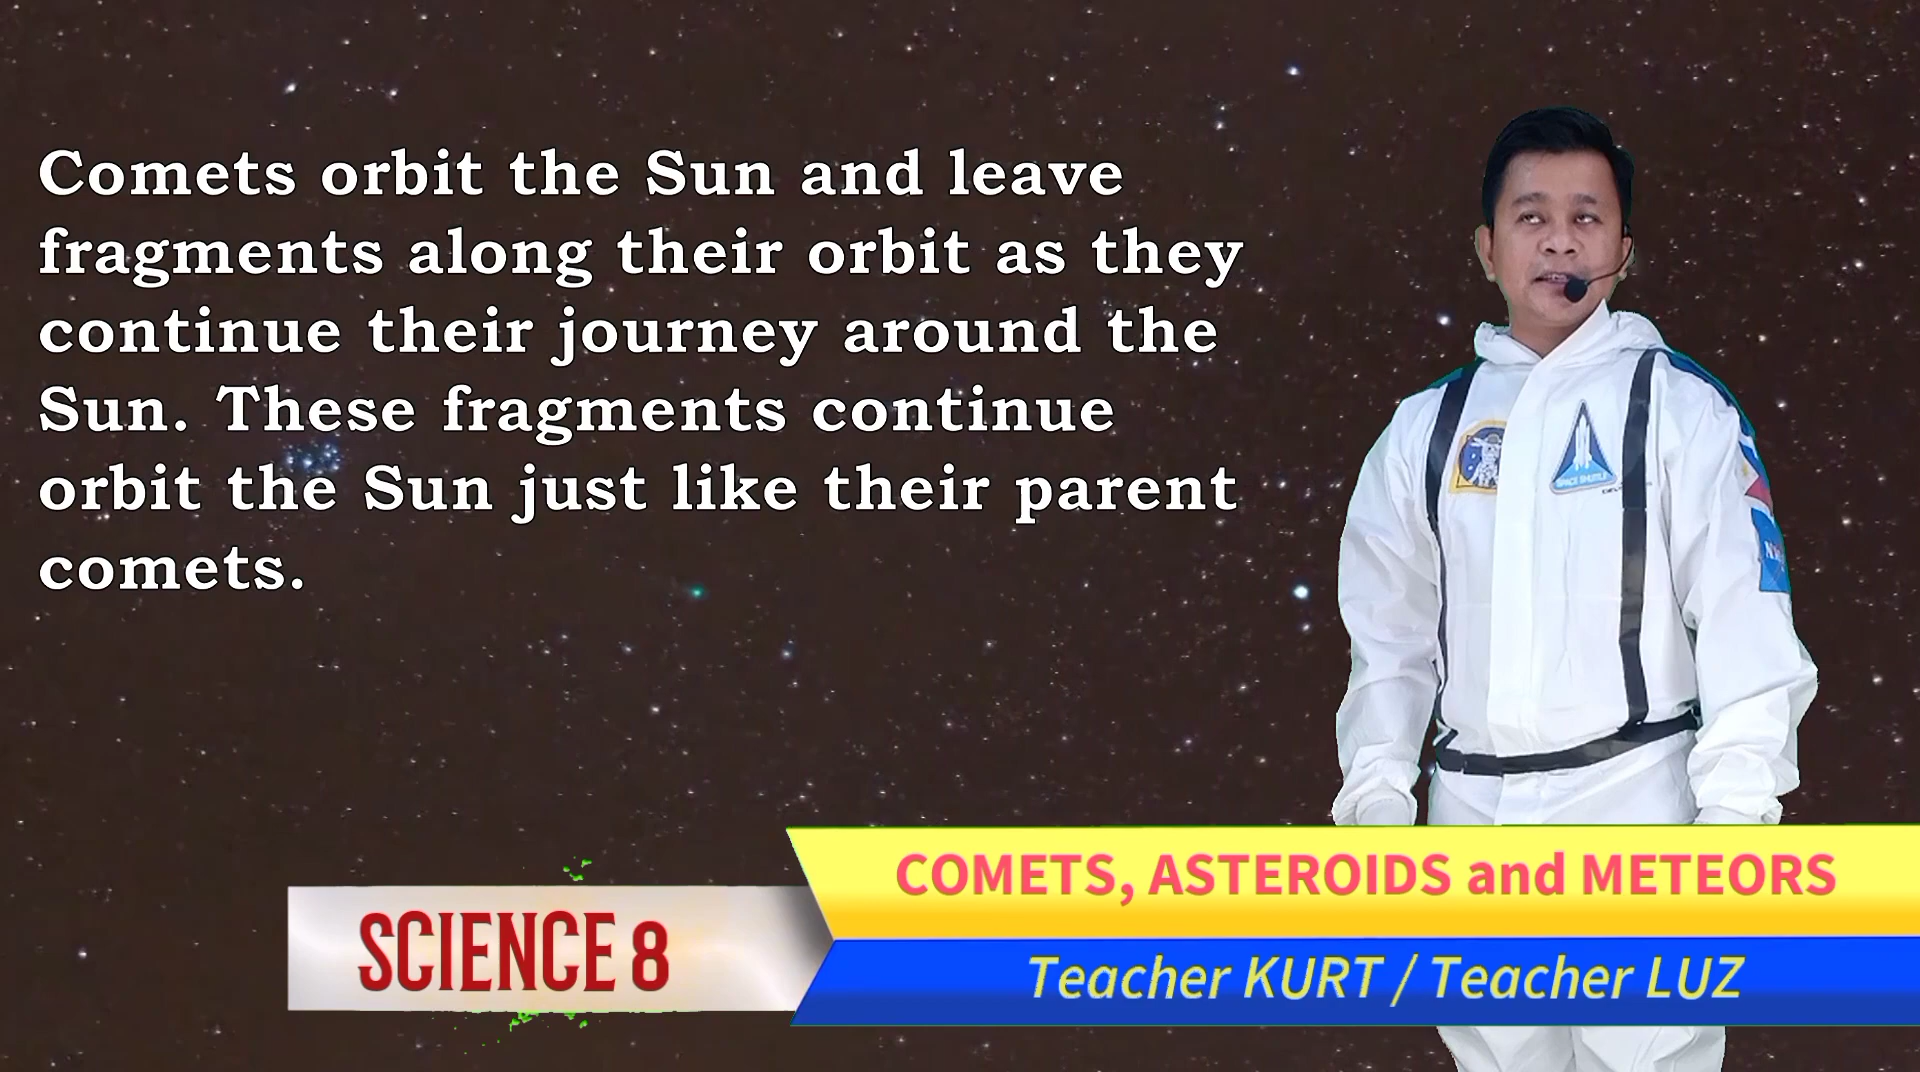 Comets orbit the Sun and leave
fragments along their orbit as they
continue their journey around the
Sun. These fragments continue
orbit the Sun just like their parent
comets.
SPACE SHUTTLE
COMETS, ASTEROIDS and METEORS
SCIENCE 8
Teacher KURT / Teacher LUZ